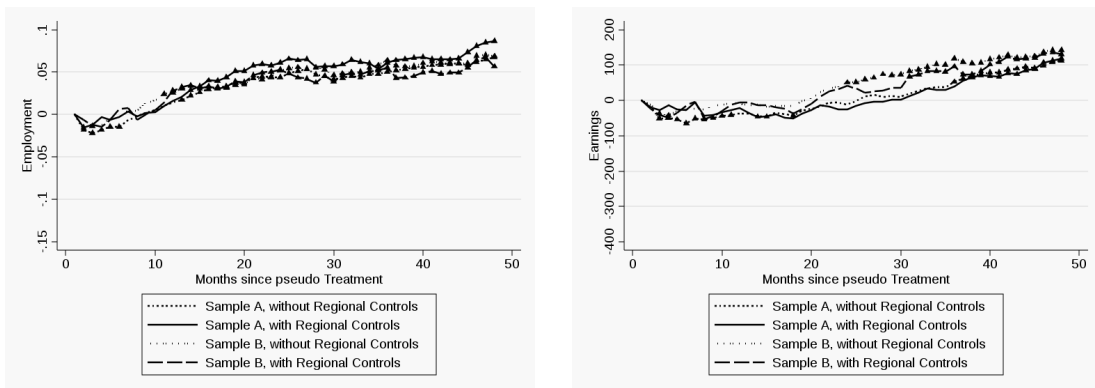 .1
.05
0
-.05
-.1
-.15
Employment
0 10 20 30 40 50
Months since pseudo Treatment
Sample A, without Regional Controls
Sample A, with Regional Controls
Sample B, without Regional Controls
Sample B, with Regional Controls
200
100
0
-100
-200
-300
-400
Earnings
0 10 20 30 40 50
Months since pseudo Treatment
Sample A, without Regional Controls
Sample A, with Regional Controls
Sample B, without Regional Controls
Sample B, with Regional Controls